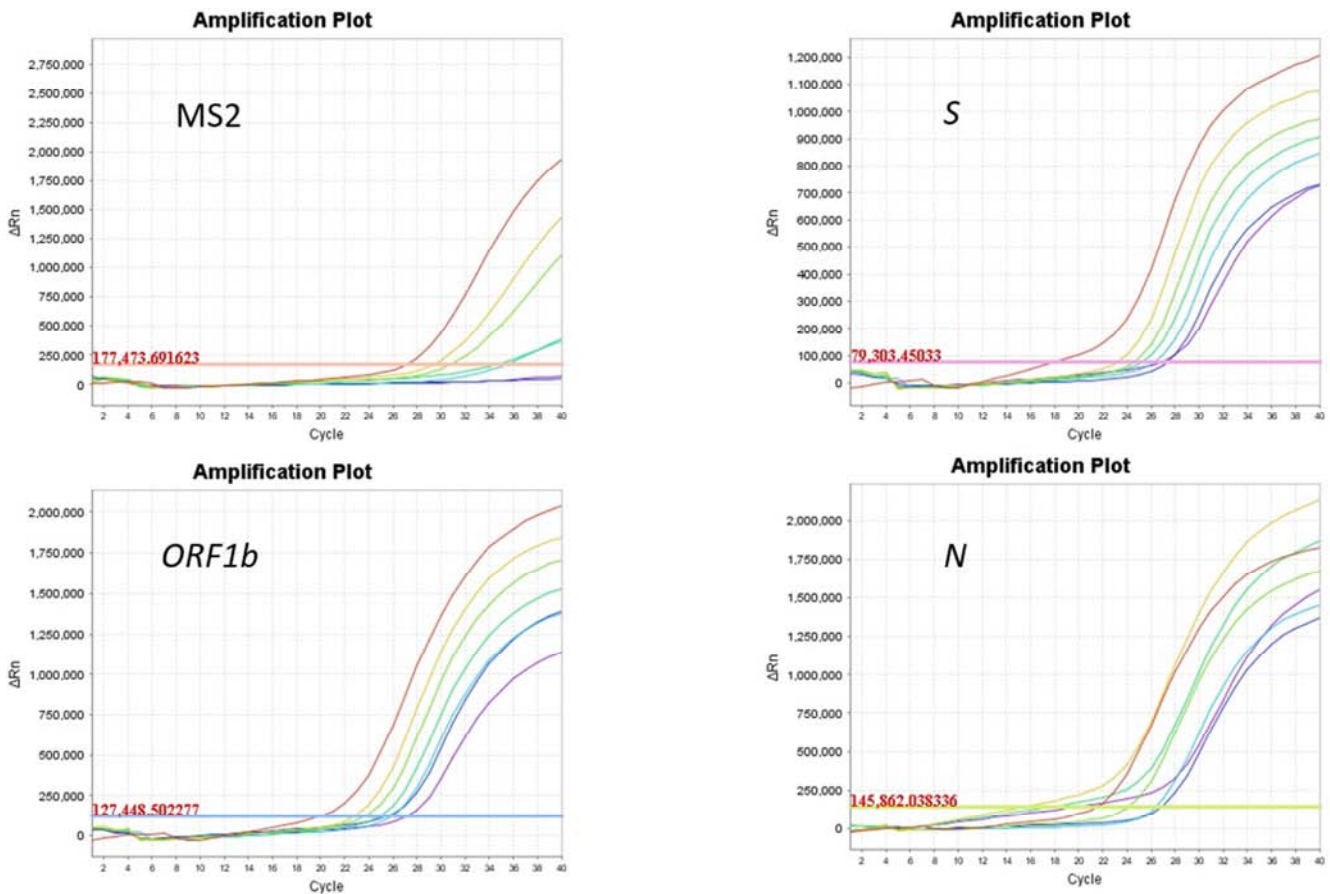 Amplification Plot
2,750,000
2,500,000
2,250,000
2,000,000
1,750,000
1,500,000
1,250,000
1,000,000
750,000
500,000
250,000
0
ΔRn
MS2
177,473.691623
2 4 6 8 10 12 14 16 18 20 22 24 26 28 30 32 34 36 38 40
Cycle
Amplification Plot
1,200,000
1,100,000
1,000,000
900,000
800,000
700,000
600,000
500,000
400,000
300,000
200,000
100,000
0
ΔRn
S
79,303.45033
2 4 6 8 10 12 14 16 18 20 22 24 26 28 30 32 34 36 38 40
Cycle
Amplification Plot
2,000,000
1,750,000
1,500,000
1,250,000
1,000,000
750,000
500,000
250,000
0
ΔRn
ORF1b
127,448.502277
2 4 6 8 10 12 14 16 18 20 22 24 26 28 30 32 34 36 38 40
Cycle
Amplification Plot
2,000,000
1,750,000
1,500,000
1,250,000
1,000,000
750,000
500,000
250,000
0
ΔRn
N
145,862.038336
2 4 6 8 10 12 14 16 18 20 22 24 26 28 30 32 34 36 38 40
Cycle